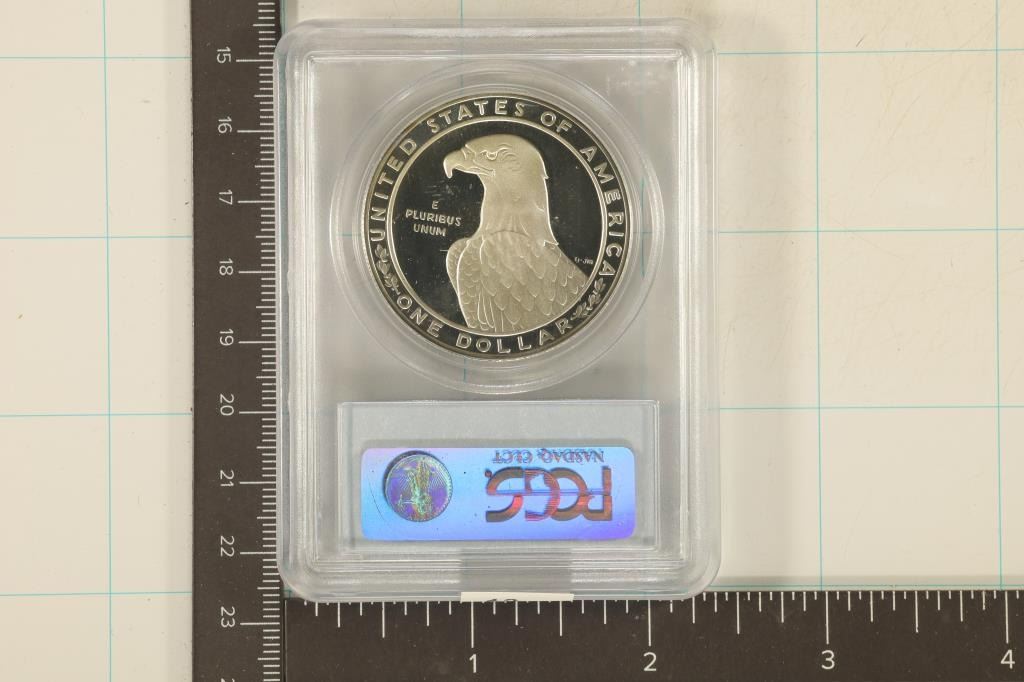 15
16
17
18
19
20
21
22
23
UNITED STATES OF AMERICA
E
PLURIBUS
UNUM
ONE DOLLAR
NASDAQ, CLCT
PCGS.
1
2
3
4